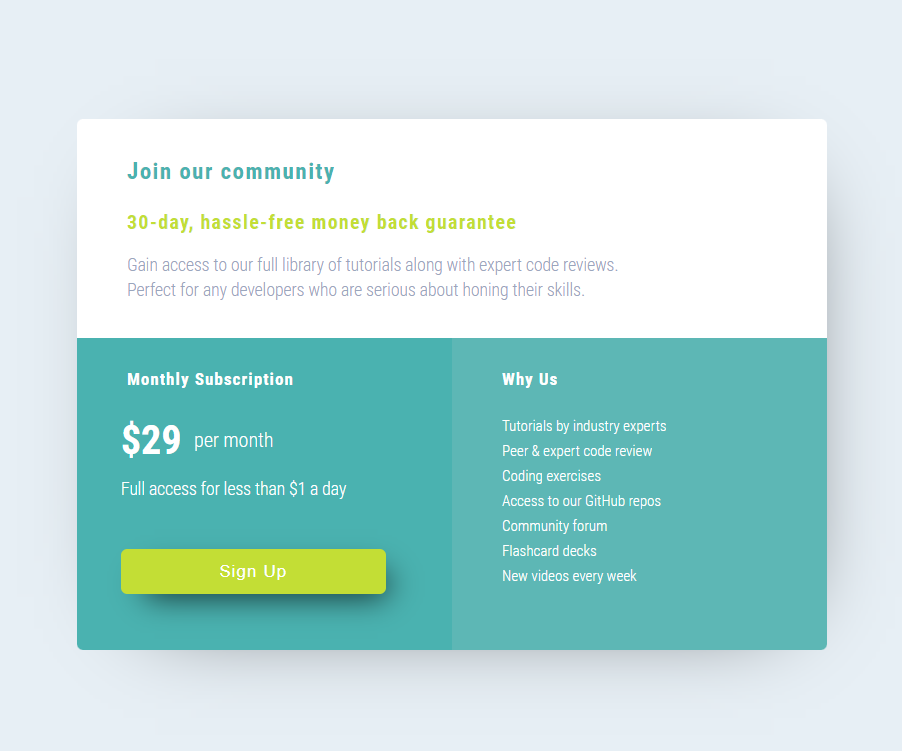 Join our community
30-day, hassle-free money back guarantee
Gain access to our full library of tutorials along with expert code reviews.
Perfect for any developers who are serious about honing their skills.
Monthly Subscription
$29 per month
Full access for less than $1 a day
Sign Up
Why Us
Tutorials by industry experts
Peer & expert code review
Coding exercises
Access to our GitHub repos
Community forum
Flashcard decks
New videos every week